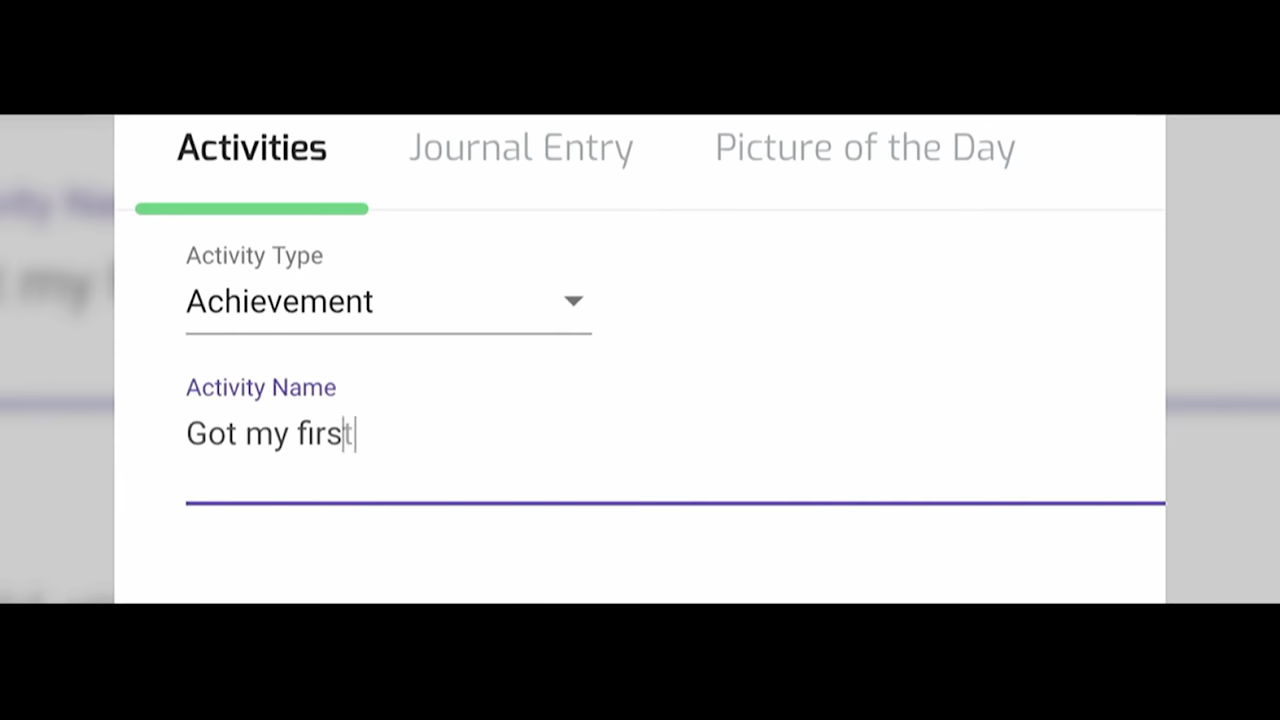 Activities Journal Entry Picture of the Day
Activity Type
Achievement
Activity Name
Got my first